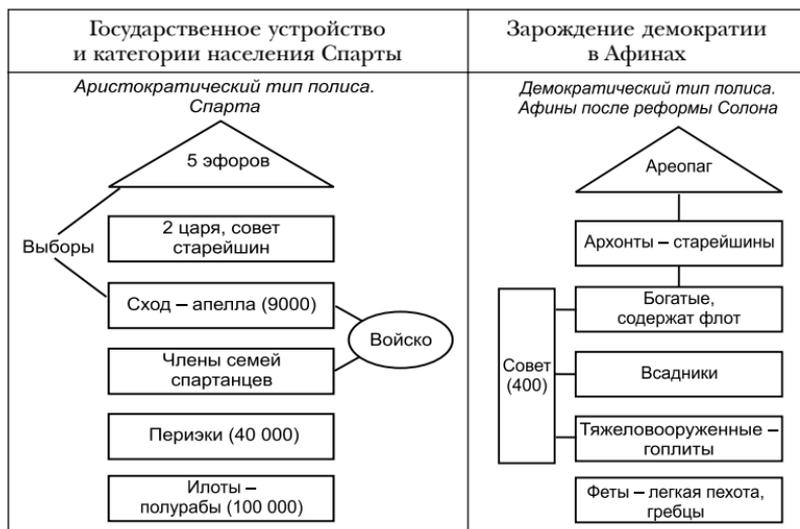 Государственное устройство
и категории населения Спарты
Аристократический тип полиса.
Спарта
5 эфоров
Выборы
2 царя, совет
старейшин
Сход – апелла (9000)
Войско
Члены семей
спартанцев
Периэки (40 000)
Илоты –
полурабы (100 000)
Зарождение демократии
в Афинах
Демократический тип полиса.
Афины после реформы Солона
Ареопаг
Архонты – старейшины
Богатые,
содержат флот
Совет
(400)
Всадники
Тяжеловооруженные –
гоплиты
Феты – легкая пехота,
гребцы